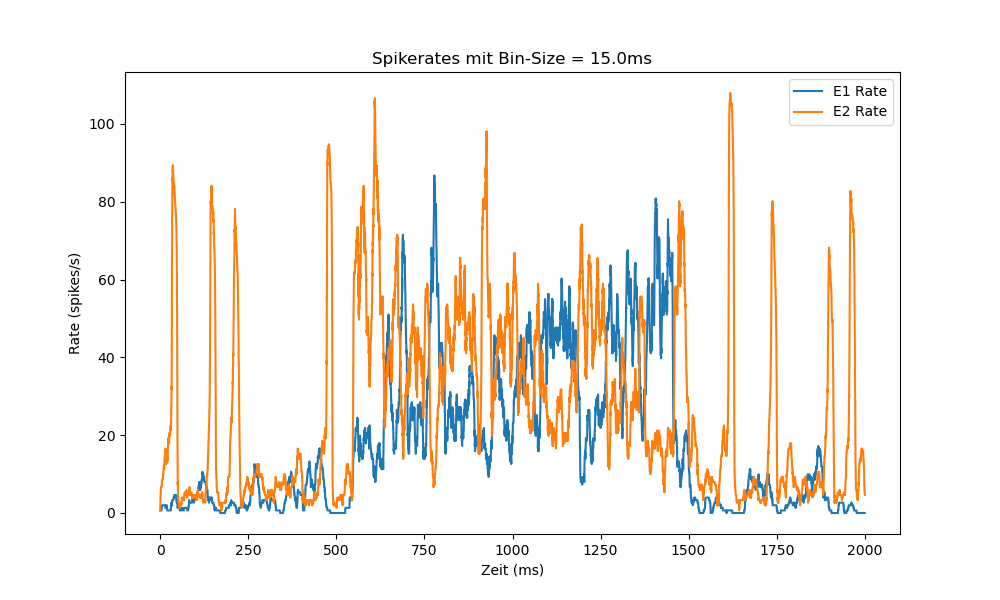 Spikerates mit Bin-Size = 15.0ms
E1 Rate
E2 Rate
Rate (spikes/s)
100
80
60
40
20
0
0 250 500 750 1000 1250 1500 1750 2000
Zeit (ms)